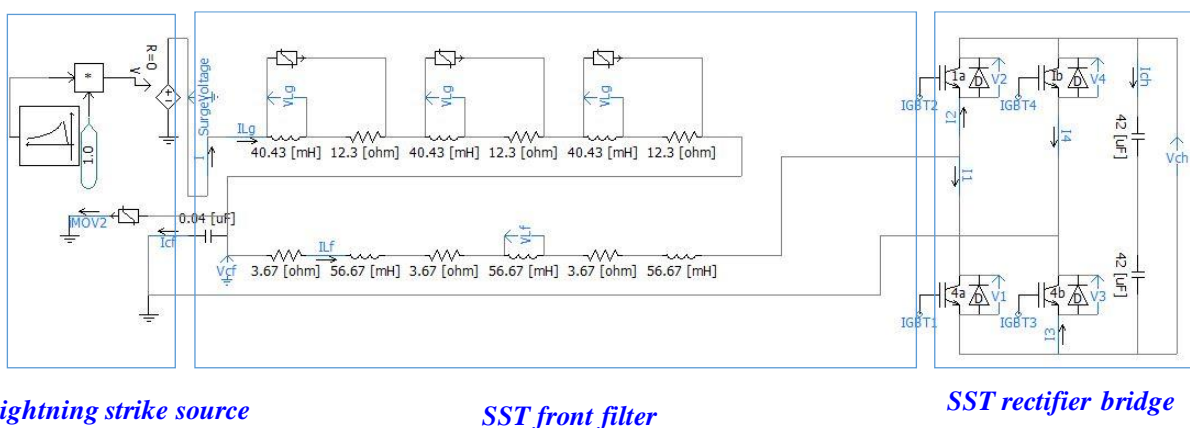 R=0
V
*
1.0
SurgeVoltage
I
ILg
VLg
VLg
VLg
40.43 [mH] 12.3 [ohm] 40.43 [mH] 12.3 [ohm] 40.43 [mH] 12.3 [ohm]
IMOV2
0.04 [uF]
Icf
Vcf
ILf
VLf
3.67 [ohm] 56.67 [mH] 3.67 [ohm] 56.67 [mH] 3.67 [ohm] 56.67 [mH]
1a
D
V2
1b
D
V4
Ich
IGBT2
IGBT4
I2
I4
42 [uF]
Vch
I1
42 [uF]
4a
D
V1
4b
D
V3
IGBT1
IGBT3
I3
ightning strike source
SST front filter
SST rectifier bridge